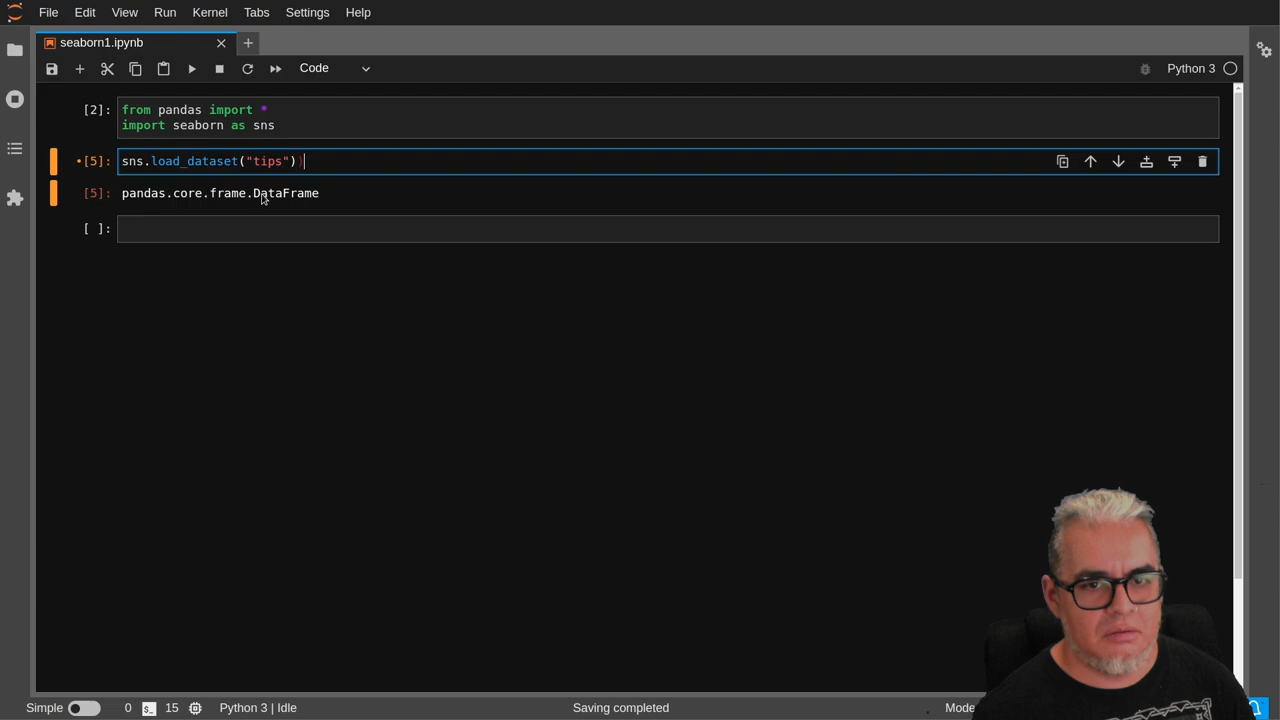 File Edit View Run Kernel Tabs Settings Help
seaborn1.ipynb
Code
Python 3
[2]: from pandas import *
import seaborn as sns
•[5]: sns.load_dataset("tips"))
[5]: pandas.core.frame.DataFrame
[ ]:
Simple 0 15 Python 3 | Idle Saving completed Mode